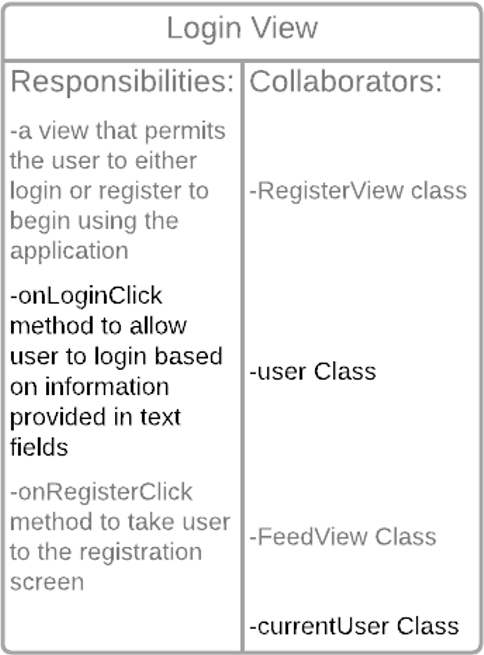 Login View
Responsibilities:
-a view that permits
the user to either
login or register to
begin using the
application
-onLoginClick
method to allow
user to login based
on information
provided in text
fields
-onRegisterClick
method to take user
to the registration
screen
Collaborators:
-RegisterView class
-user Class
-FeedView Class
-currentUser Class